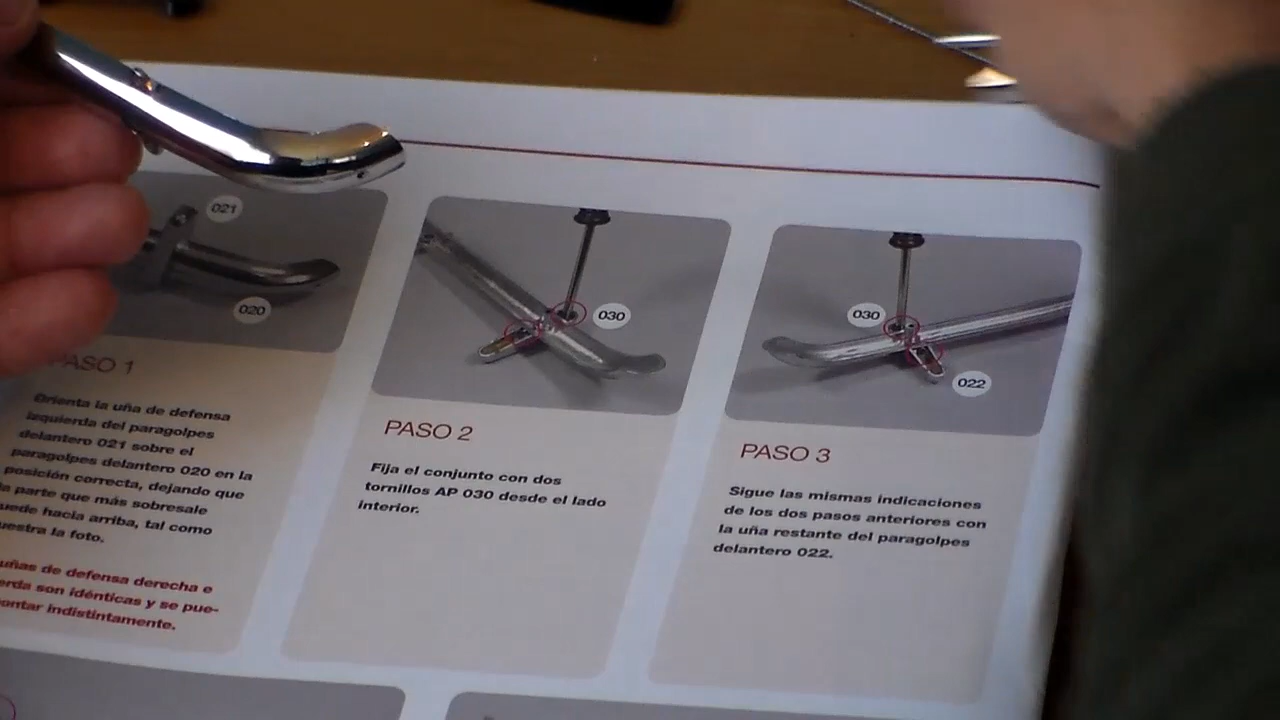 021
020
PASO 1
Orienta la uña de defensa
izquierda del paragolpes
delantero 021 sobre el
paragolpes delantero 020 en la
posición correcta, dejando que
la parte que más sobresale
quede hacia arriba, tal como
muestra la foto.
uñas de defensa derecha e
erda son idénticas y se pue-
ontar indistintamente.
030
PASO 2
Fija el conjunto con dos
tornillos AP 030 desde el lado
interior.
030
022
PASO 3
Sigue las mismas indicaciones
de los dos pasos anteriores con
la uña restante del paragolpes
delantero 022.